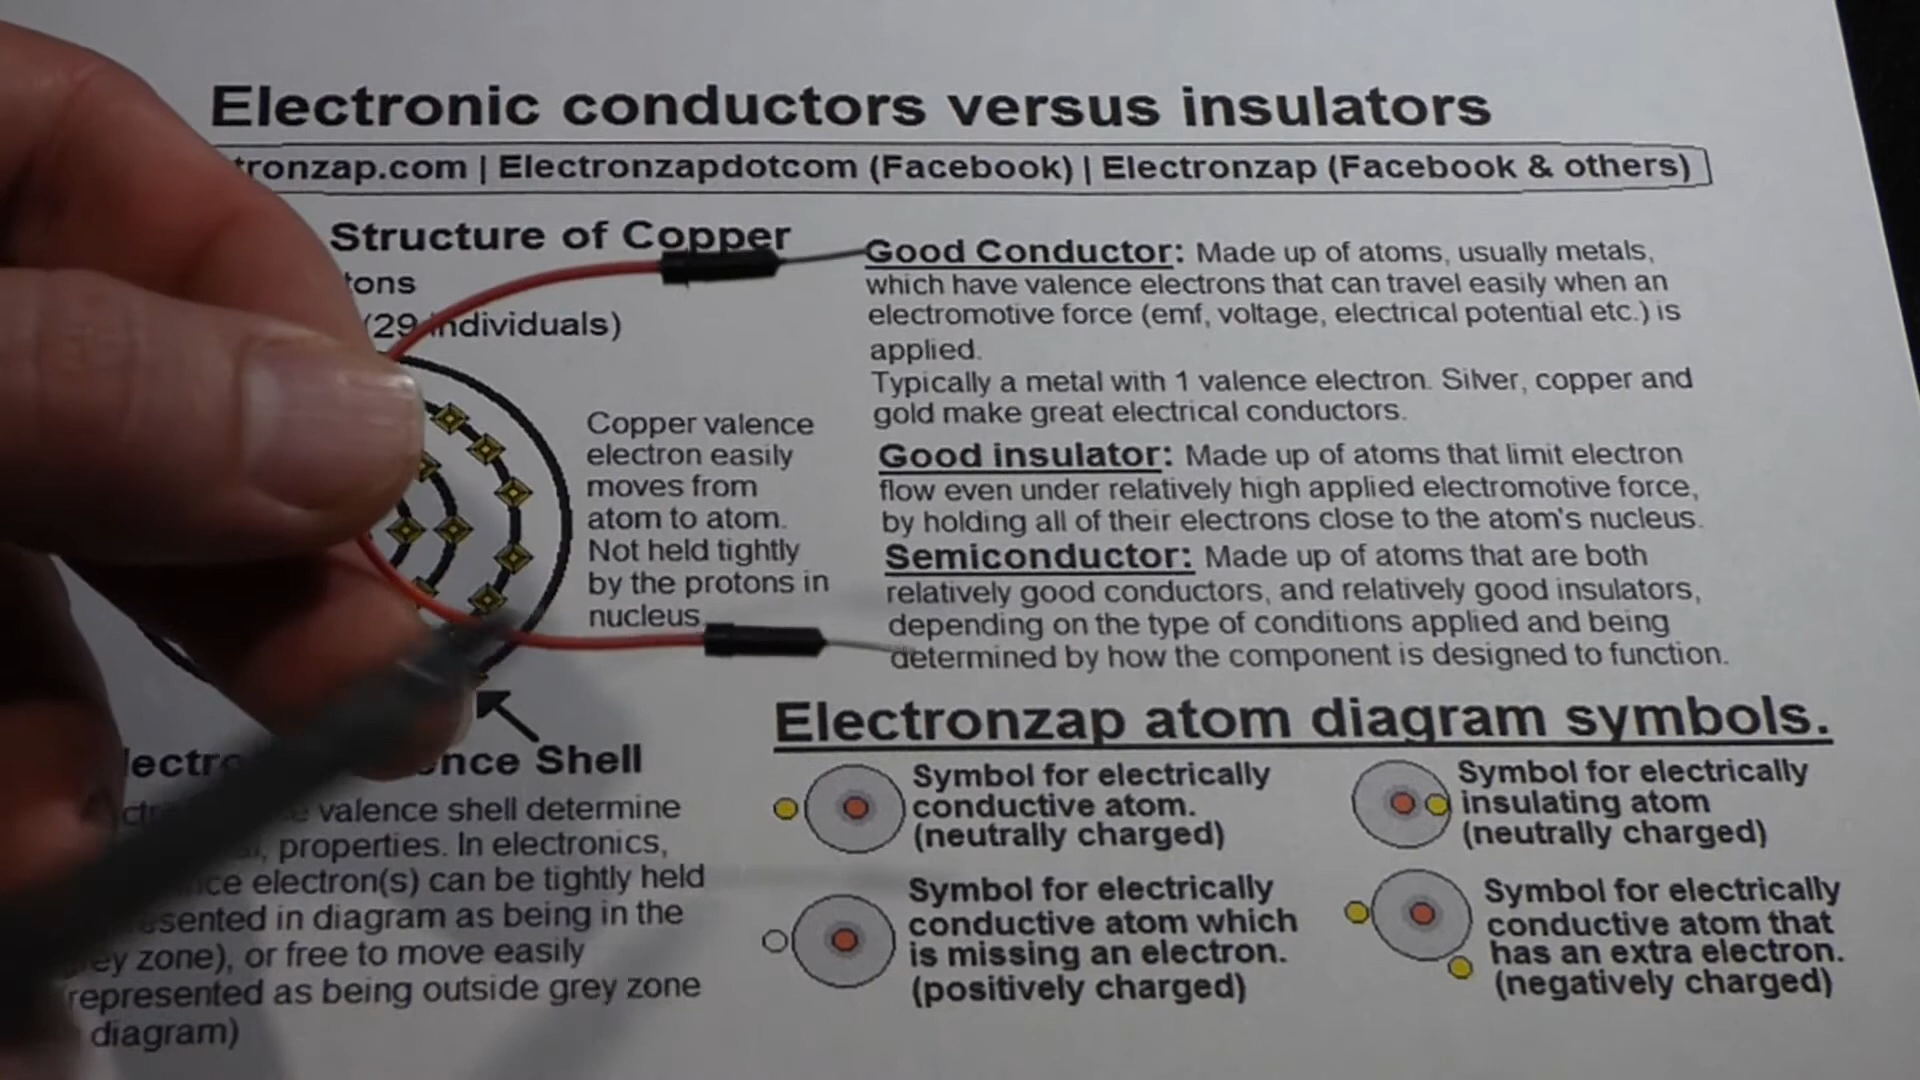 Electronic conductors versus insulators
tronzap.com | Electronzapdotcom (Facebook) | Electronzap (Facebook & others)
Structure of Copper
tons
(29 individuals)
Copper valence
electron easily
moves from
atom to atom.
Not held tightly
by the protons in
nucleus.
Good Conductor: Made up of atoms, usually metals,
which have valence electrons that can travel easily when an
electromotive force (emf, voltage, electrical potential etc.) is
applied.
Typically a metal with 1 valence electron. Silver, copper and
gold make great electrical conductors.
Good insulator: Made up of atoms that limit electron
flow even under relatively high applied electromotive force,
by holding all of their electrons close to the atom's nucleus.
Semiconductor: Made up of atoms that are both
relatively good conductors, and relatively good insulators,
depending on the type of conditions applied and being
determined by how the component is designed to function.
lectr nce Shell
valence shell determine
properties. In electronics,
nce electron(s) can be tightly held
sented in diagram as being in the
ey zone), or free to move easily
represented as being outside grey zone
diagram)
Electronzap atom diagram symbols.
Symbol for electrically
conductive atom.
(neutrally charged)
Symbol for electrically
insulating atom
(neutrally charged)
Symbol for electrically
conductive atom which
is missing an electron.
(positively charged)
Symbol for electrically
conductive atom that
has an extra electron.
(negatively charged)